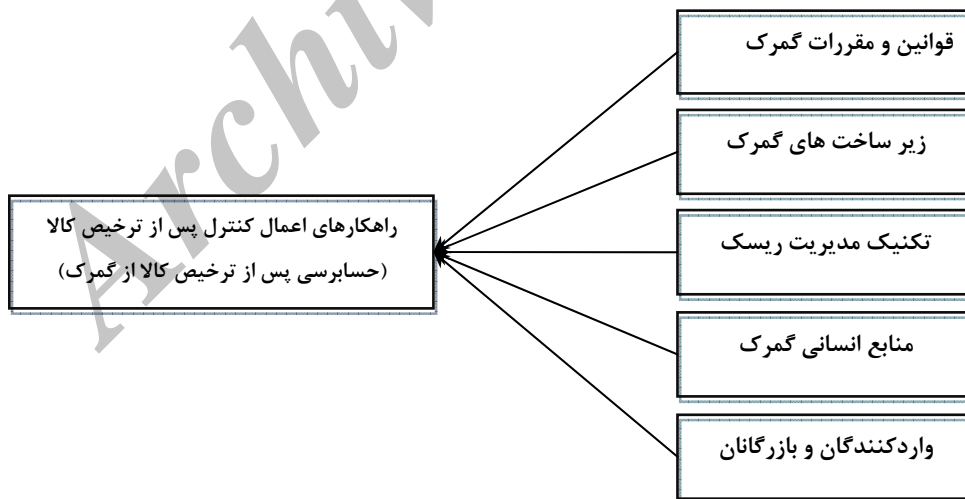 قوانین و مقررات گمرک
زیر ساخت های گمرک
تکنیک مدیریت ریسک
منابع انسانی گمرک
واردکنندگان و بازرگانان
راهکارهای اعمال کنترل پس از ترخیص کالا
(حسابرسی پس از ترخیص کالا از گمرک)
Archiv